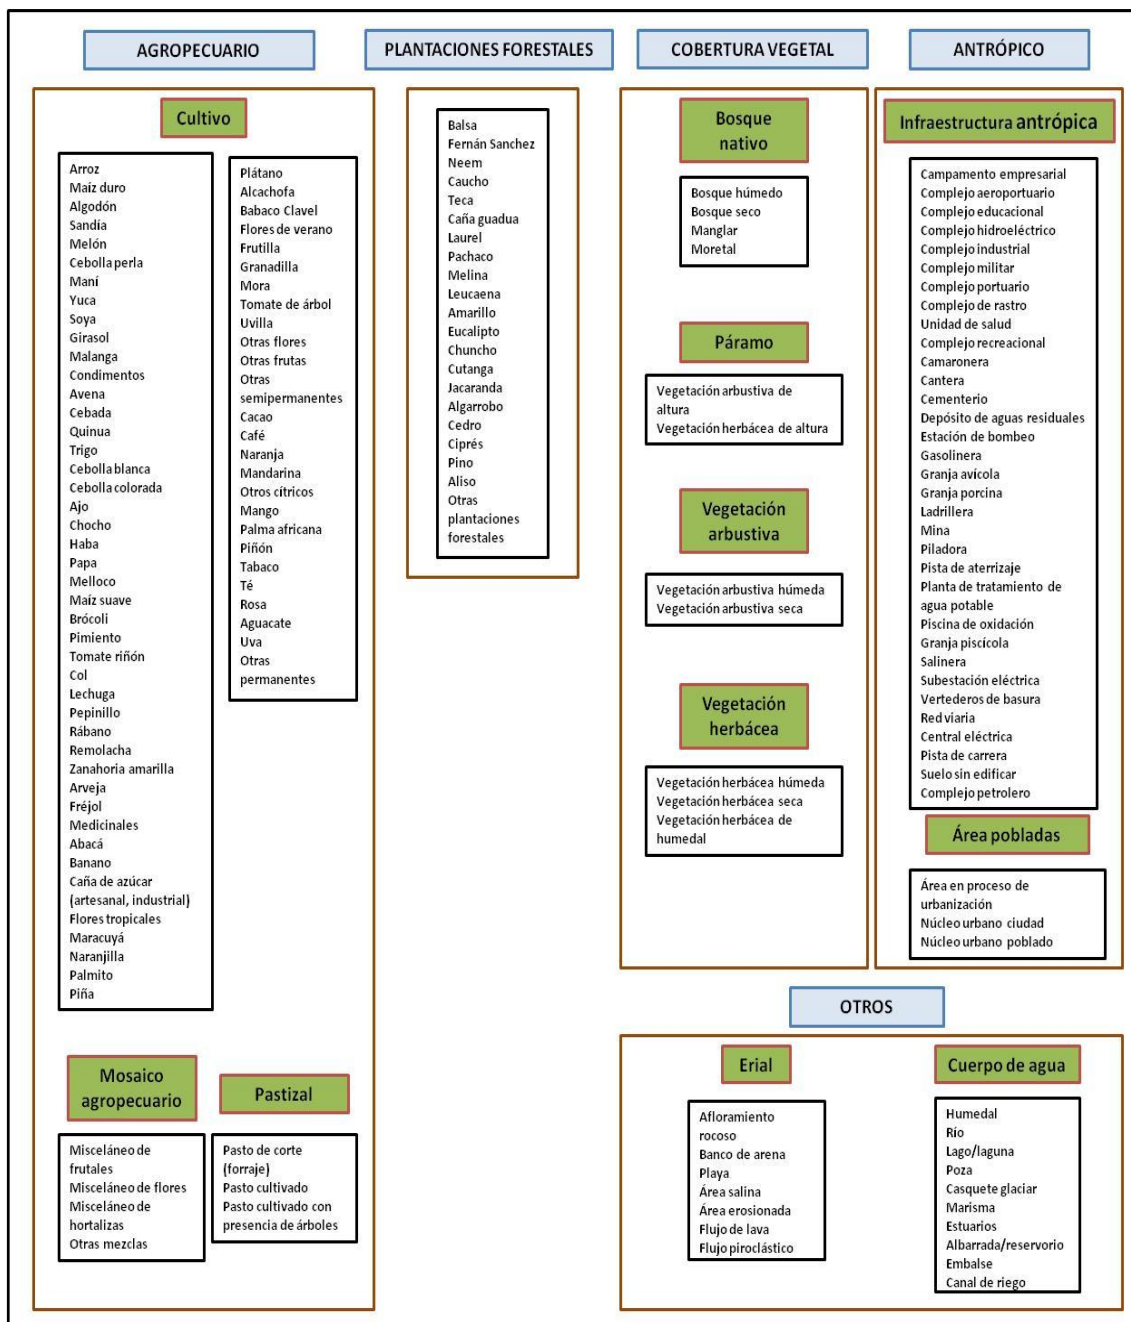 AGROPECUARIO
Cultivo
Arroz
Maíz duro
Algodón
Sandía
Melón
Cebolla perla
Maní
Yuca
Soya
Girasol
Malanga
Condimentos
Avena
Cebada
Quinua
Trigo
Cebolla blanca
Cebolla colorada
Ajo
Chocho
Haba
Papa
Melloco
Maíz suave
Brócoli
Pimiento
Tomate riñón
Col
Lechuga
Pepinillo
Rábano
Remolacha
Zanahoria amarilla
Arveja
Fréjol
Medicinales
Abacá
Banano
Caña de azúcar
(artesanal, industrial)
Flores tropicales
Maracuyá
Naranjilla
Palmito
Piña
Plátano
Alcachofa
Babaco Clavel
Flores de verano
Frutilla
Granadilla
Mora
Tomate de árbol
Uvilla
Otras flores
Otras frutas
Otras
semipermanentes
Cacao
Café
Naranja
Mandarina
Otros cítricos
Mango
Palma africana
Piñón
Tabaco
Té
Rosa
Aguacate
Uva
Otras
permanentes
Mosaico
agropecuario
Misceláneo de
frutales
Misceláneo de flores
Misceláneo de
hortalizas
Otras mezclas
Pastizal
Pasto de corte
(forraje)
Pasto cultivado
Pasto cultivado con
presencia de árboles
PLANTACIONES FORESTALES
Balsa
Fernán Sanchez
Neem
Caucho
Teca
Caña guadua
Laurel
Pachaco
Melina
Leucaena
Amarillo
Eucalipto
Chuncho
Cutanga
Jacaranda
Algarrobo
Cedro
Ciprés
Pino
Aliso
Otras
plantaciones
forestales
COBERTURA VEGETAL
Bosque
nativo
Bosque húmedo
Bosque seco
Manglar
Moretal
Páramo
Vegetación arbustiva de
altura
Vegetación herbácea de altura
Vegetación
arbustiva
Vegetación arbustiva húmeda
Vegetación arbustiva seca
Vegetación
herbácea
Vegetación herbácea húmeda
Vegetación herbácea seca
Vegetación herbácea de
humedal
ANTRÓPICO
Infraestructura antrópica
Campamento empresarial
Complejo aeroportuario
Complejo educacional
Complejo hidroeléctrico
Complejo industrial
Complejo militar
Complejo portuario
Complejo de rastro
Unidad de salud
Complejo recreacional
Camaronera
Cantera
Cementerio
Depósito de aguas residuales
Estación de bombeo
Gasolinera
Granja avícola
Granja porcina
Ladrillera
Mina
Piladora
Pista de aterrizaje
Planta de tratamiento de
agua potable
Piscina de oxidación
Granja piscícola
Salinera
Subestación eléctrica
Vertederos de basura
Red viaria
Central eléctrica
Pista de carrera
Suelo sin edificar
Complejo petrolero
Área pobladas
Área en proceso de
urbanización
Núcleo urbano ciudad
Núcleo urbano poblado
OTROS
Erial
Afloramiento
rocoso
Banco de arena
Playa
Área salina
Área erosionada
Flujo de lava
Flujo piroclástico
Cuerpo de agua
Humedal
Río
Lago/laguna
Poza
Casquete glaciar
Marisma
Estuarios
Albarrada/reservorio
Embalse
Canal de riego